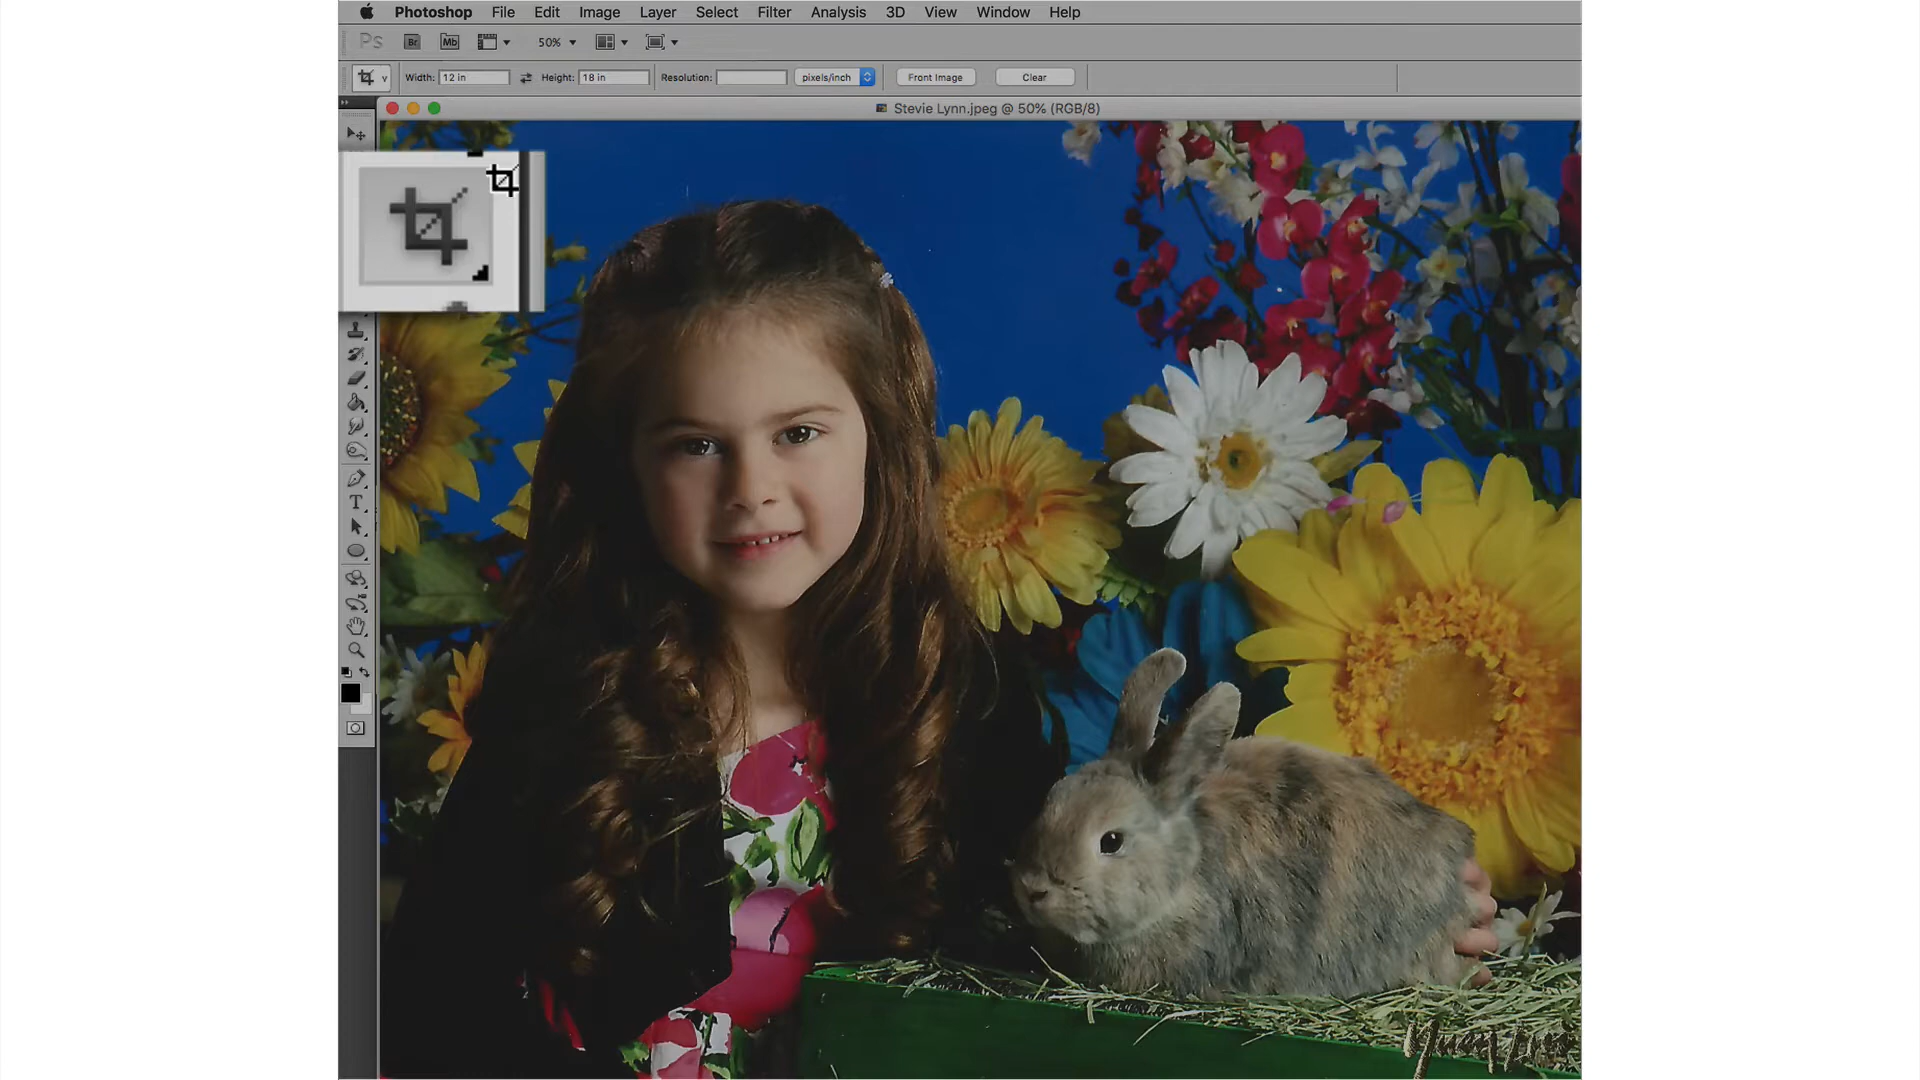 Photoshop File Edit Image Layer Select Filter Analysis 3D View Window Help
Ps Br Mb 50%
Width: 12 in Height: 18 in Resolution: pixels/inch Front Image Clear
Stevie Lynn.jpeg @ 50% (RGB/8)
T